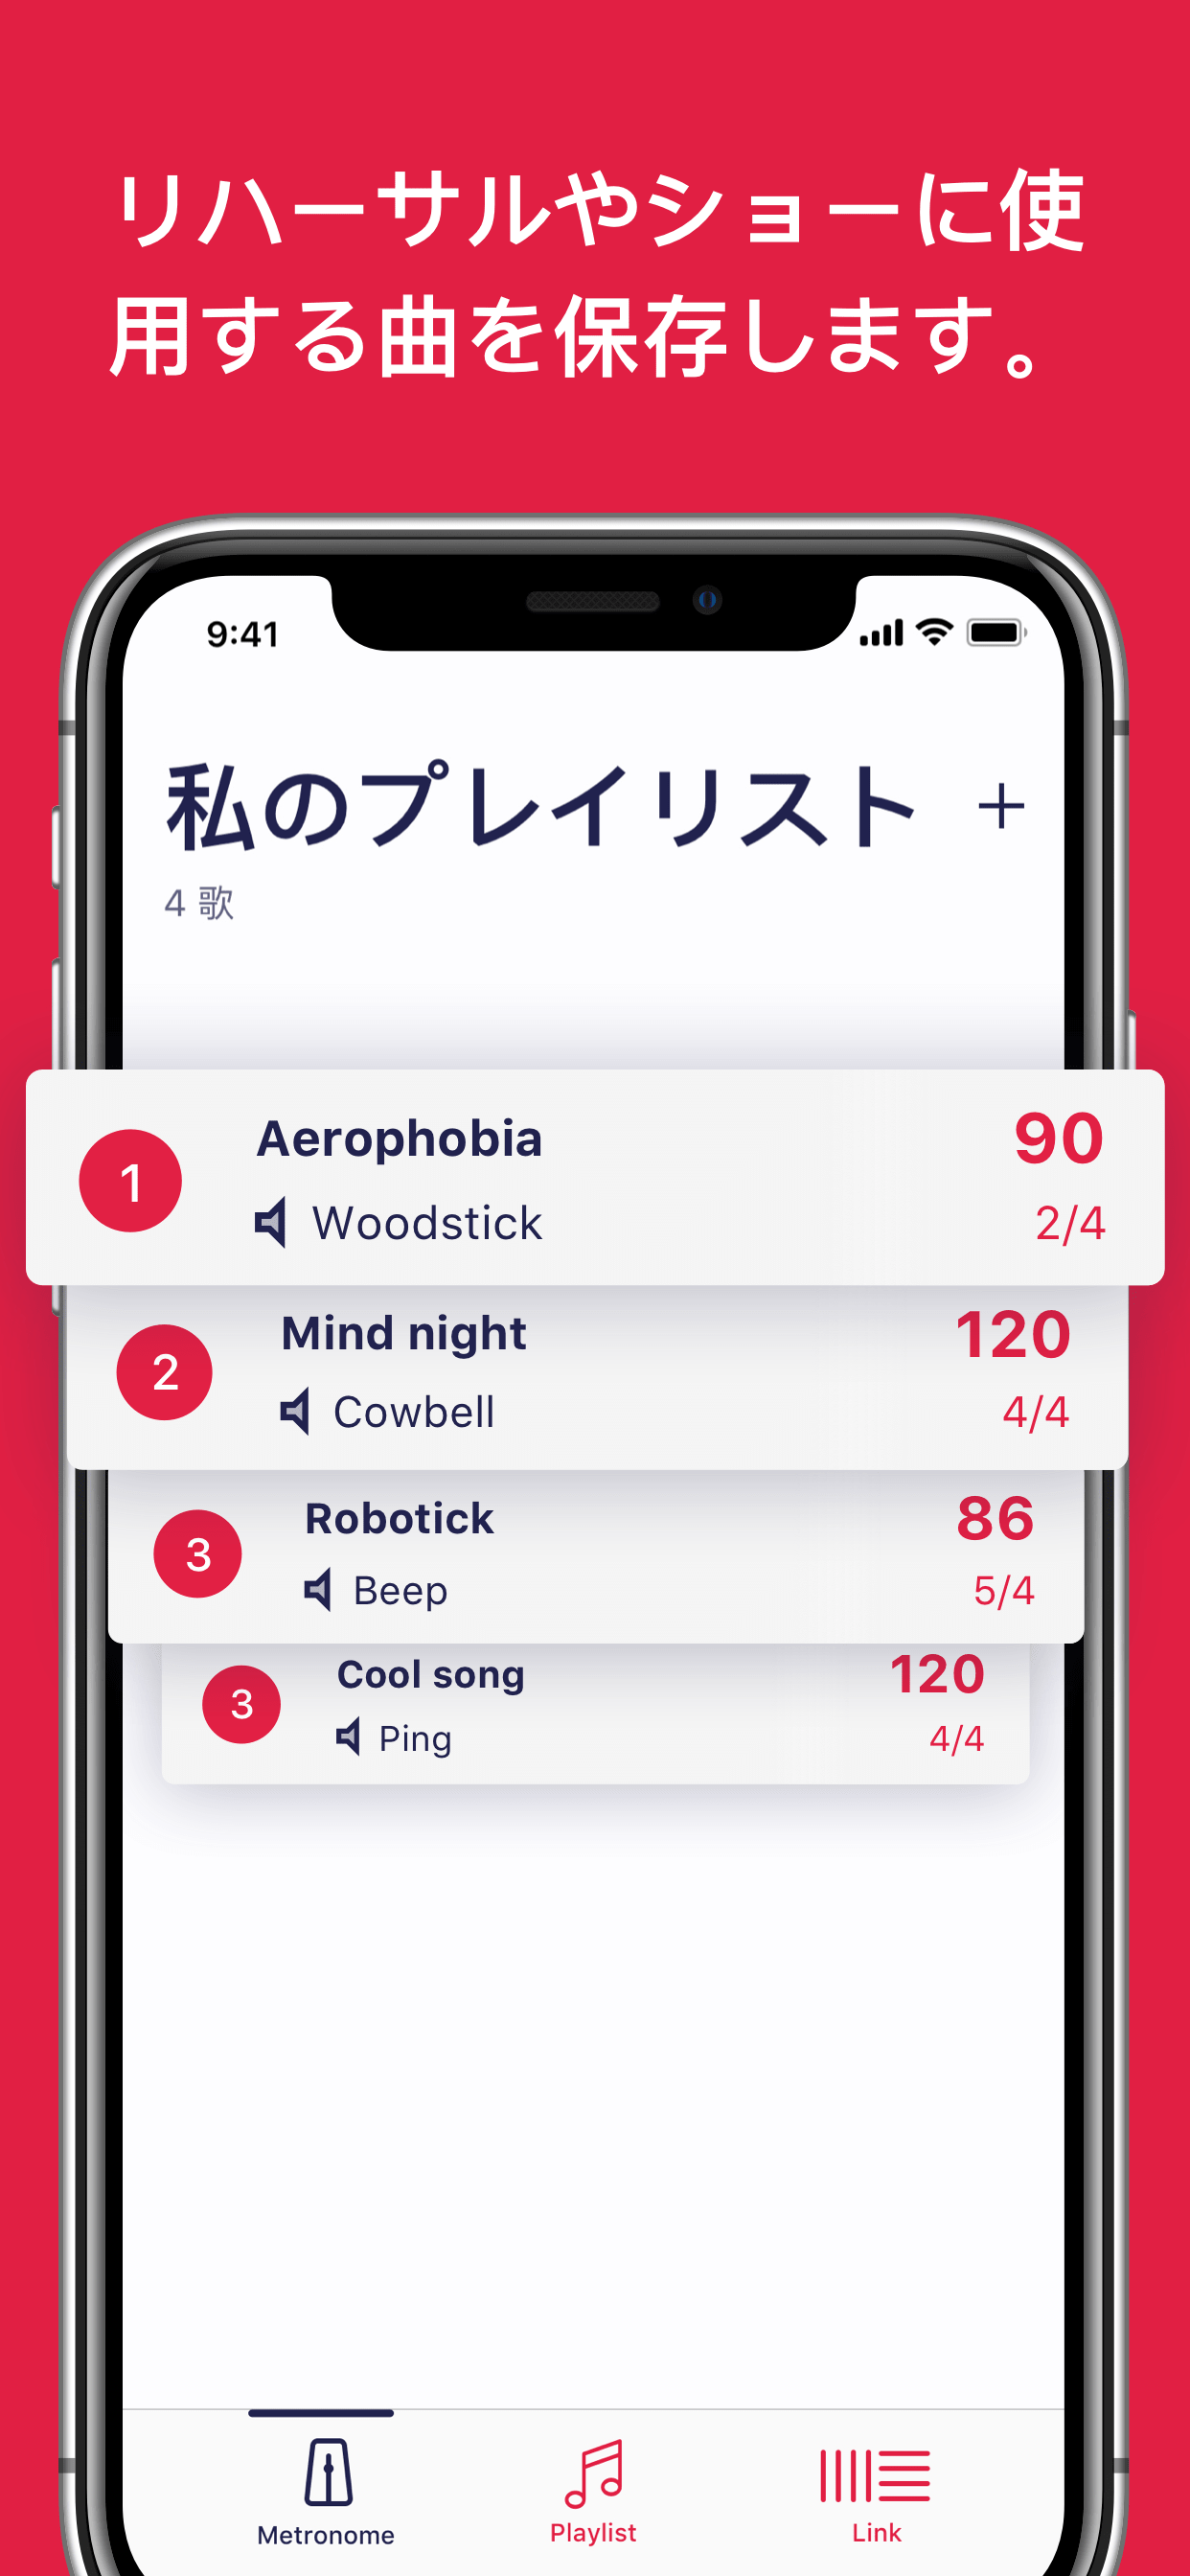 リハーサルやショーに使
用する曲を保存します。
9:41
私のプレイリスト +
4 歌
1 Aerophobia 90
Woodstick 2/4
2 Mind night 120
Cowbell 4/4
3 Robotick 86
Beep 5/4
3 Cool song 120
Ping 4/4
Metronome Playlist Link